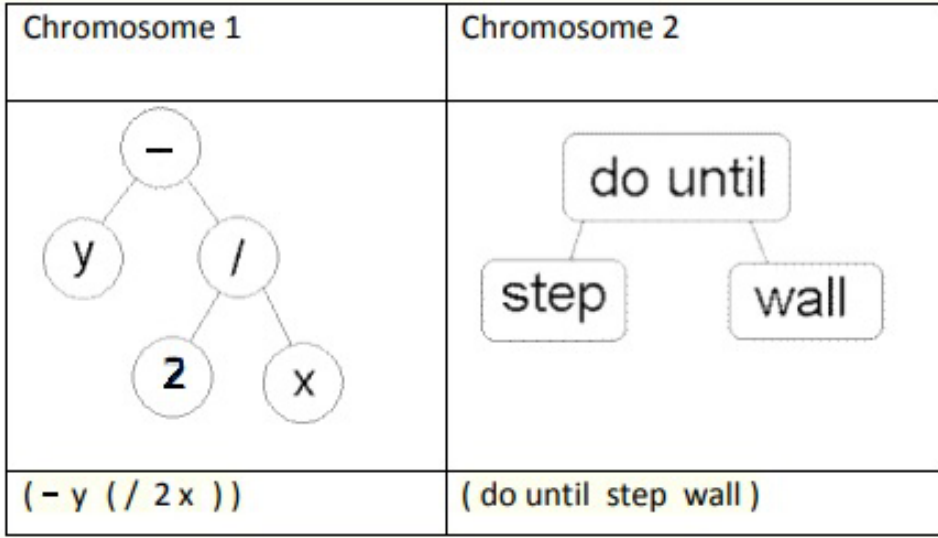 Chromosome 1
Chromosome 2
–
y
/
2
x
do until
step
wall
( – y ( / 2 x ) )
( do until step wall )